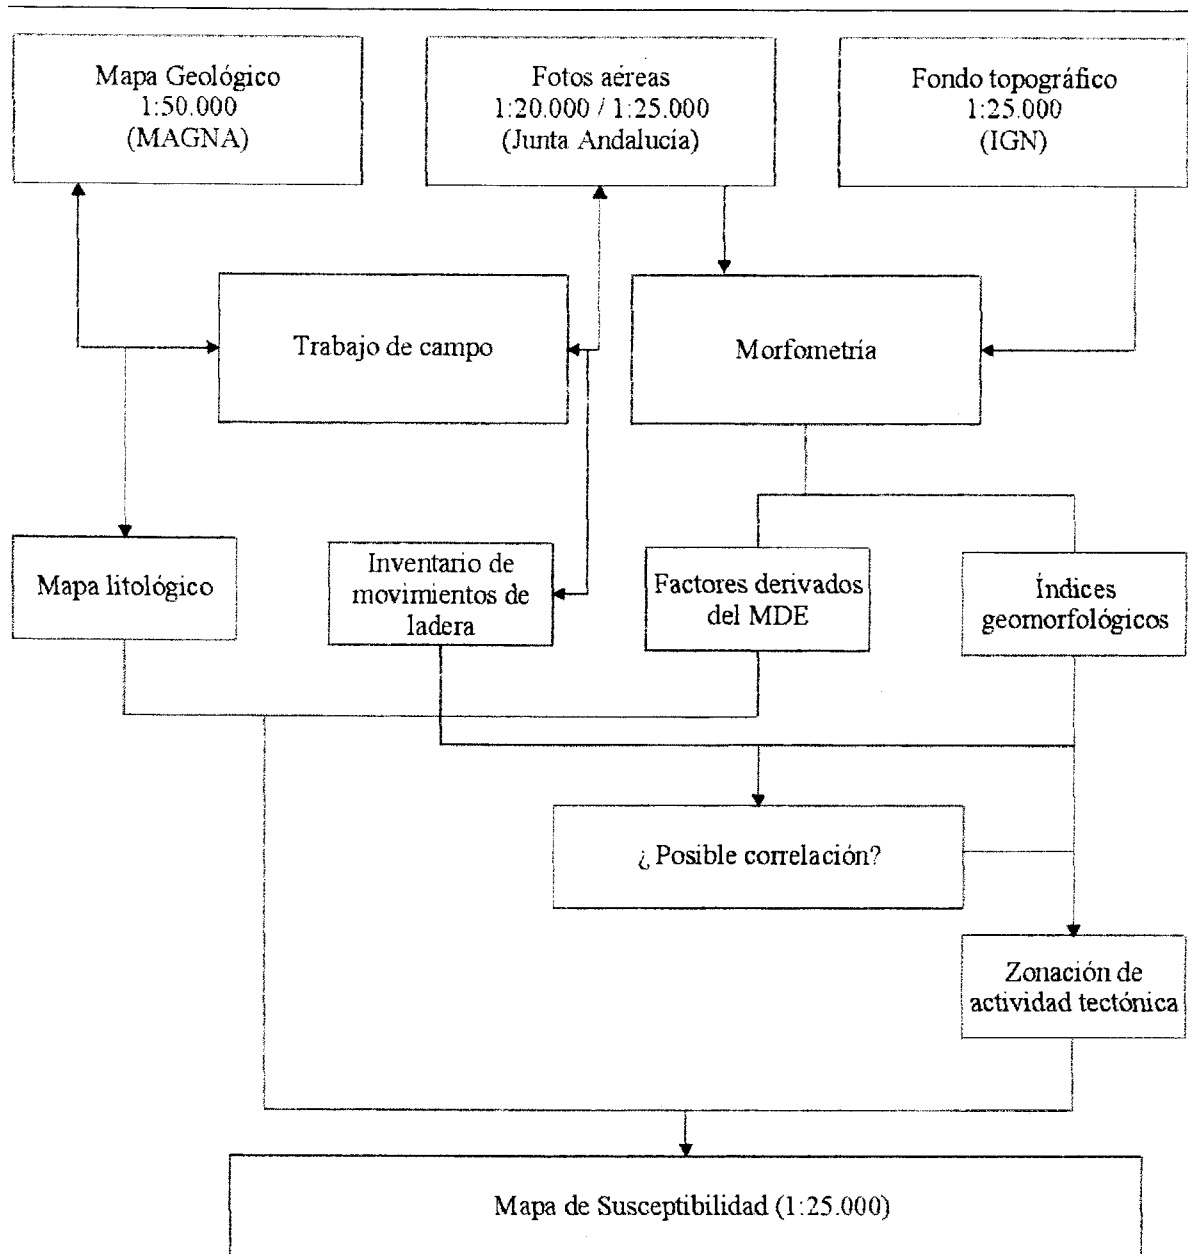 Mapa Geológico
1:50.000
(MAGNA)
Fotos aéreas
1:20.000 / 1:25.000
(Junta Andalucía)
Fondo topográfico
1:25.000
(IGN)
Trabajo de campo
Morfometría
Mapa litológico
Inventario de
movimientos de
ladera
Factores derivados
del MDE
Índices
geomorfológicos
¿ Posible correlación?
Zonación de
actividad tectónica
Mapa de Susceptibilidad (1:25.000)